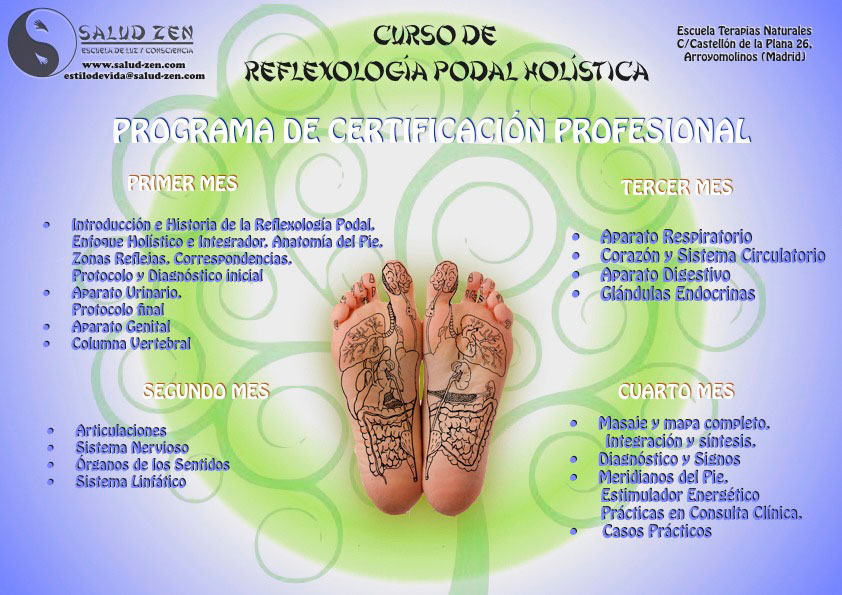 SALUD ZEN
ESCUELA DE LUZ Y CONSCIENCIA
www.salud-zen.com
estilodevida@salud-zen.com
CURSO DE
REFLEXOLOGÍA PODAL HOLÍSTICA
Escuela Terapias Naturales
C/Castellón de la Plana 26,
Arroyomolinos (Madrid)
PROGRAMA DE CERTIFICACIÓN PROFESIONAL
PRIMER MES
• Introducción e Historia de la Reflexología Podal.
Enfoque Holístico e Integrador. Anatomía del Pie.
Zonas Reflejas. Correspondencias.
Protocolo y Diagnóstico inicial
• Aparato Urinario.
Protocolo final
• Aparato Genital
• Columna Vertebral
SEGUNDO MES
• Articulaciones
• Sistema Nervioso
• Órganos de los Sentidos
• Sistema Linfático
TERCER MES
• Aparato Respiratorio
• Corazón y Sistema Circulatorio
• Aparato Digestivo
• Glándulas Endocrinas
CUARTO MES
• Masaje y mapa completo.
Integración y síntesis.
• Diagnóstico y Signos
• Meridianos del Pie.
Estimulador Energético
Prácticas en Consulta Clínica.
• Casos Prácticos